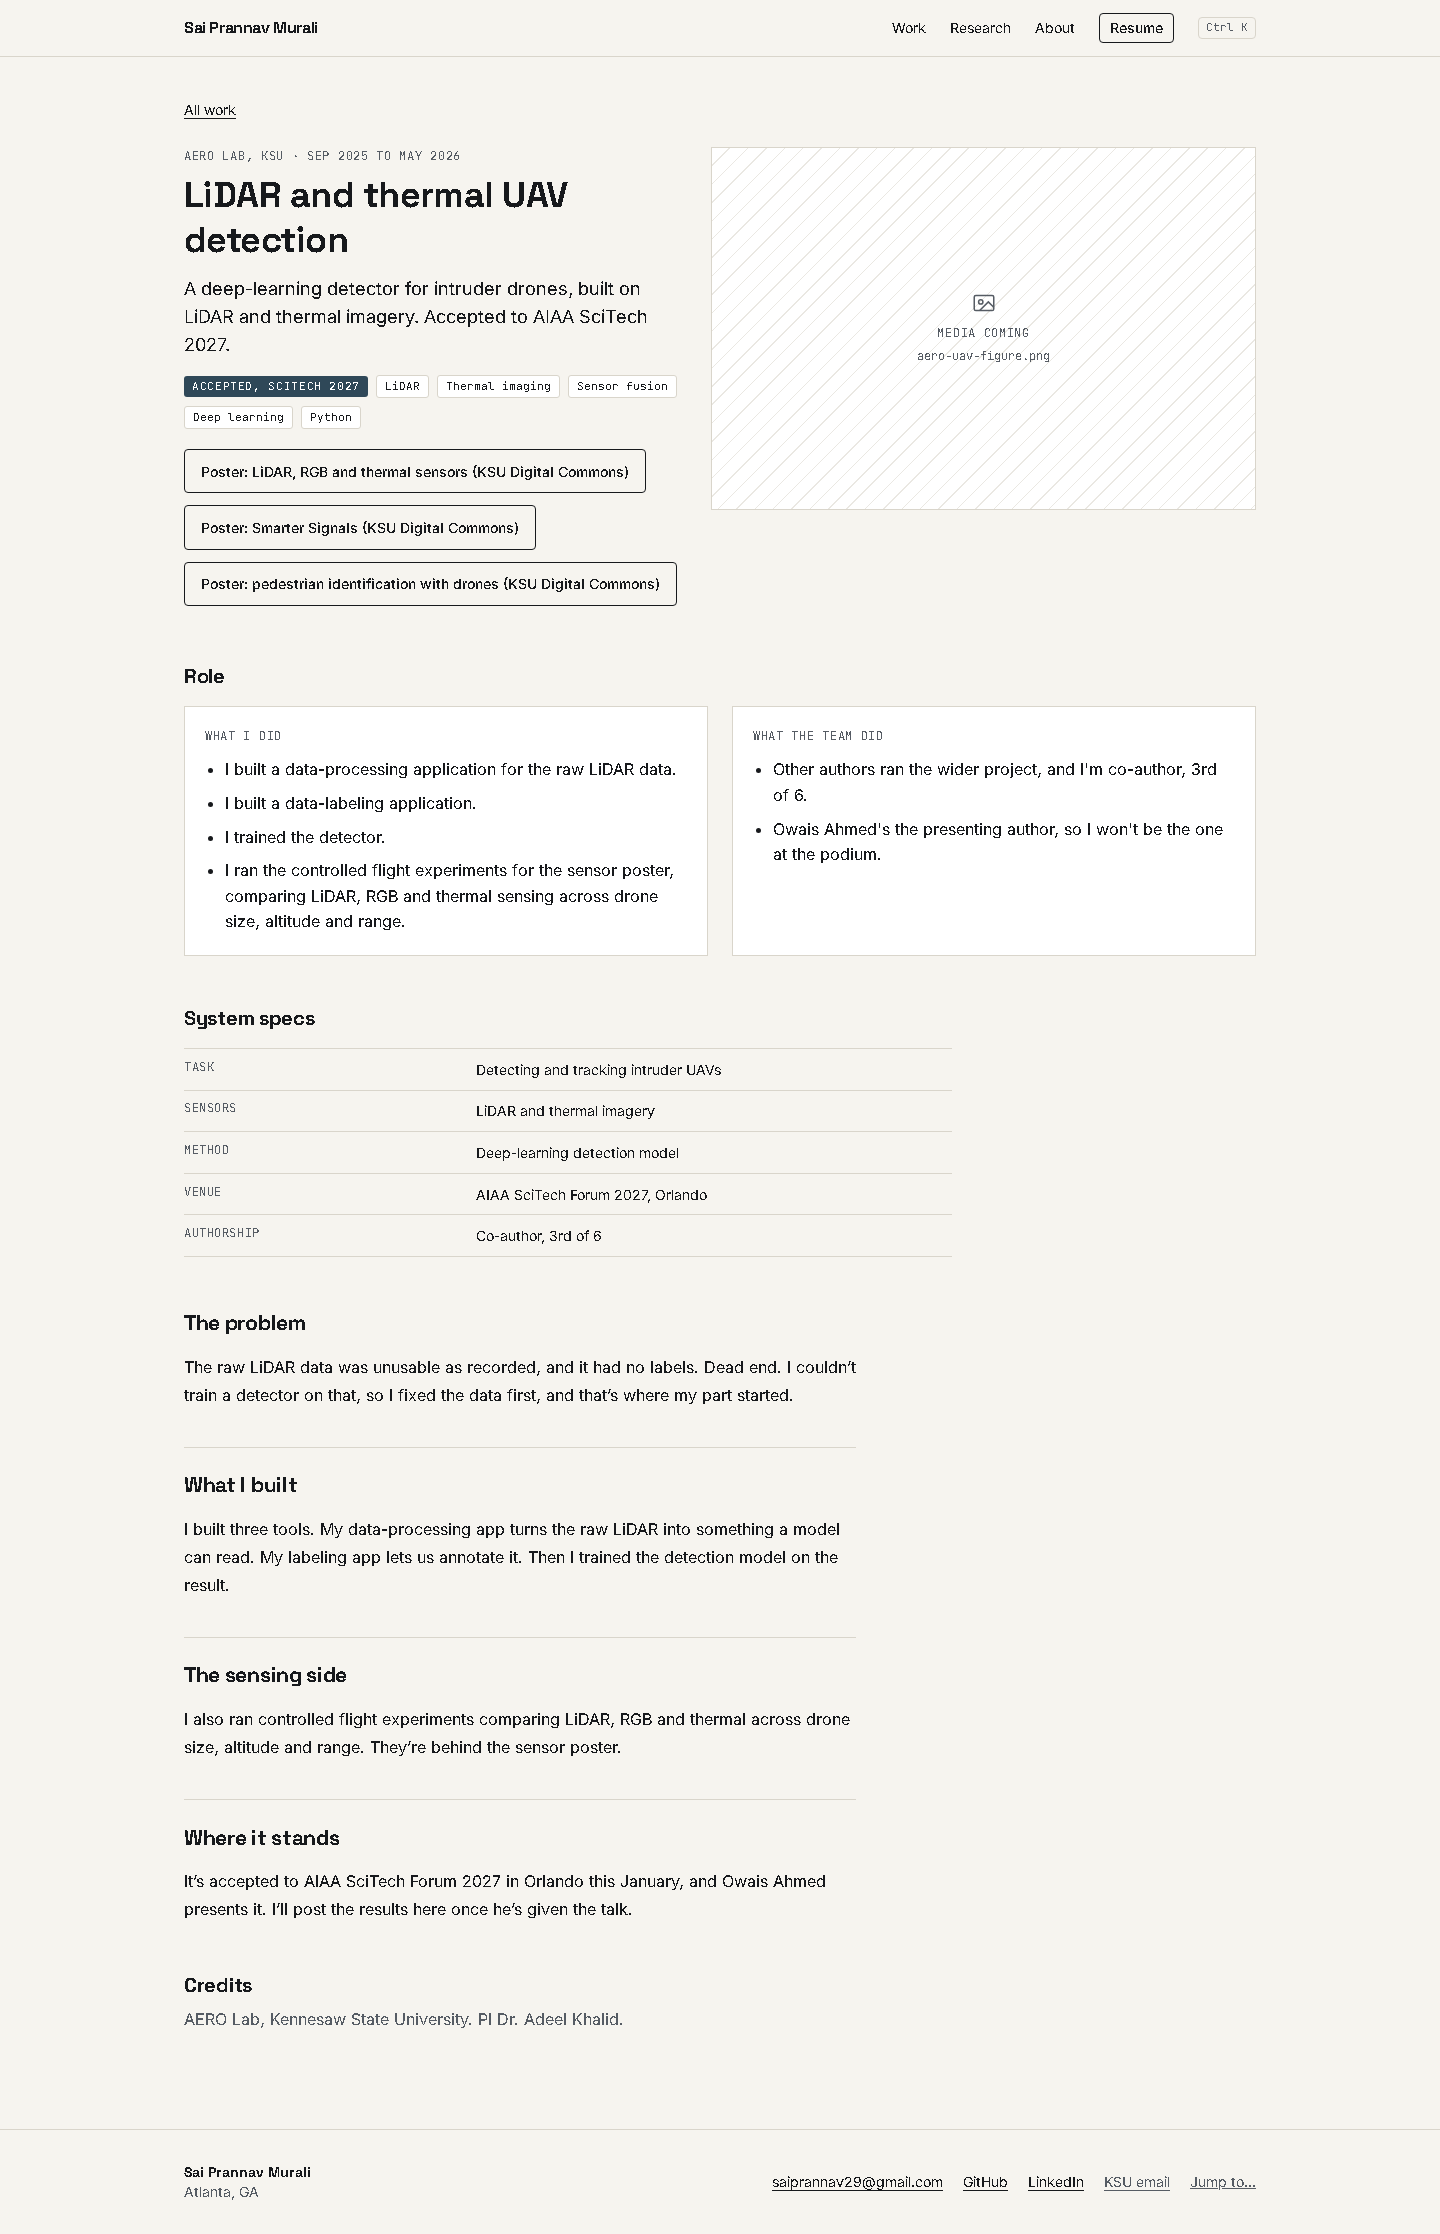 Sai Prannav Murali
Work
Research
About
Resume
Ctrl K
All work
AERO LAB, KSU · SEP 2025 TO MAY 2026
LiDAR and thermal UAV
detection
A deep-learning detector for intruder drones, built on
LiDAR and thermal imagery. Accepted to AIAA SciTech
2027.
ACCEPTED, SCITECH 2027
LiDAR
Thermal imaging
Sensor fusion
Deep learning
Python
Poster: LiDAR, RGB and thermal sensors (KSU Digital Commons)
Poster: Smarter Signals (KSU Digital Commons)
Poster: pedestrian identification with drones (KSU Digital Commons)
MEDIA COMING
aero-uav-figure.png
Role
WHAT I DID
• I built a data-processing application for the raw LiDAR data.
• I built a data-labeling application.
• I trained the detector.
• I ran the controlled flight experiments for the sensor poster,
comparing LiDAR, RGB and thermal sensing across drone
size, altitude and range.
WHAT THE TEAM DID
• Other authors ran the wider project, and I'm co-author, 3rd
of 6.
• Owais Ahmed's the presenting author, so I won't be the one
at the podium.
System specs
TASK Detecting and tracking intruder UAVs
SENSORS LiDAR and thermal imagery
METHOD Deep-learning detection model
VENUE AIAA SciTech Forum 2027, Orlando
AUTHORSHIP Co-author, 3rd of 6
The problem
The raw LiDAR data was unusable as recorded, and it had no labels. Dead end. I couldn’t
train a detector on that, so I fixed the data first, and that’s where my part started.
What I built
I built three tools. My data-processing app turns the raw LiDAR into something a model
can read. My labeling app lets us annotate it. Then I trained the detection model on the
result.
The sensing side
I also ran controlled flight experiments comparing LiDAR, RGB and thermal across drone
size, altitude and range. They’re behind the sensor poster.
Where it stands
It’s accepted to AIAA SciTech Forum 2027 in Orlando this January, and Owais Ahmed
presents it. I’ll post the results here once he’s given the talk.
Credits
AERO Lab, Kennesaw State University. PI Dr. Adeel Khalid.
Sai Prannav Murali
Atlanta, GA
saiprannav29@gmail.com
GitHub
LinkedIn
KSU email
Jump to...